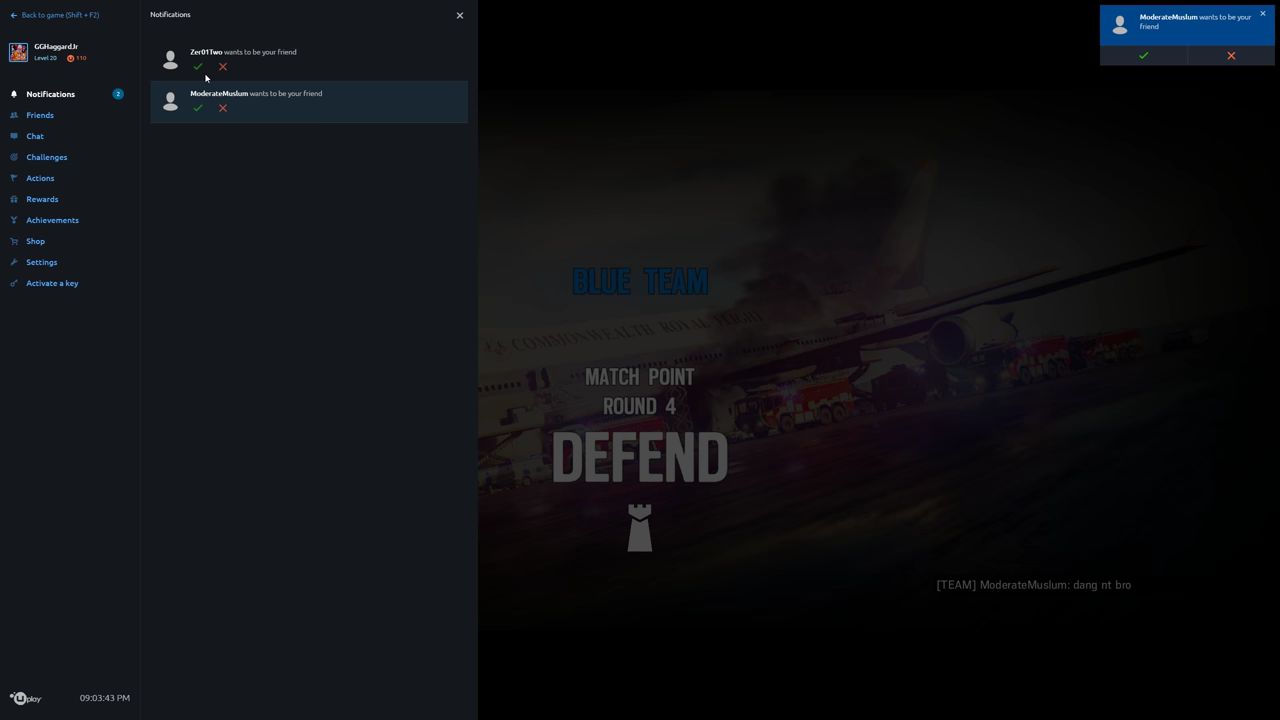 Back to game (Shift + F2)
GGHaggardJr
Level 20
110
Notifications
2
Friends
Chat
Challenges
Actions
Rewards
Achievements
Shop
Settings
Activate a key
uplay
09:03:43 PM
Notifications
Zer01Two wants to be your friend
ModerateMuslum wants to be your friend
ModerateMuslum wants to be your
friend
COMMONWEALTH ROYAL FLIGHT
BLUE TEAM
MATCH POINT
ROUND 4
DEFEND
[TEAM] ModerateMuslum: dang nt bro